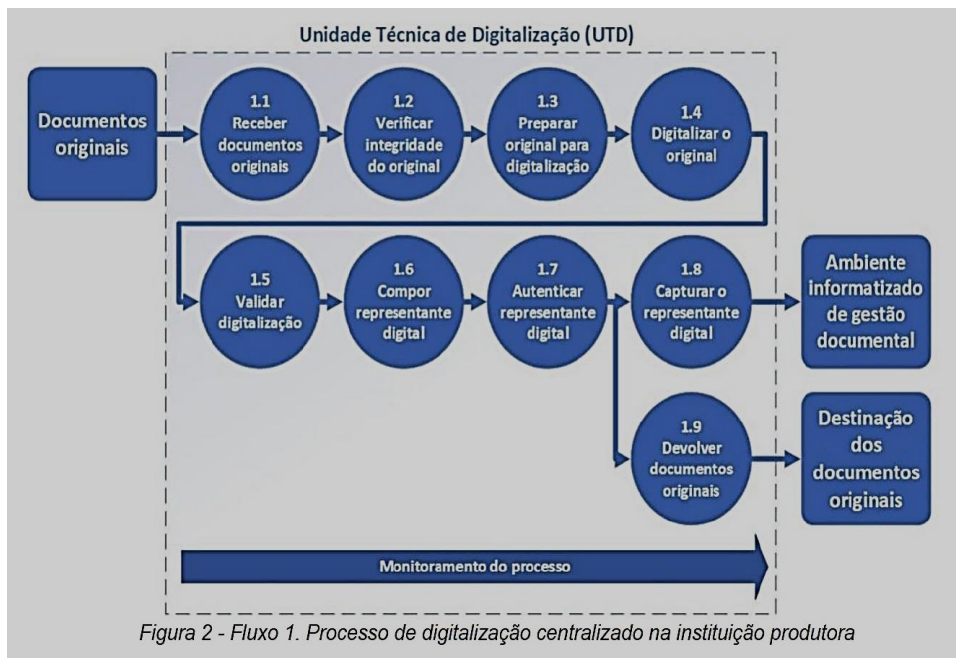 Unidade Técnica de Digitalização (UTD)
Documentos
originais
1.1
Receber
documentos
originais
1.2
Verificar
integridade
do original
1.3
Preparar
original para
digitalização
1.4
Digitalizar o
original
1.5
Validar
digitalização
1.6
Compor
representante
digital
1.7
Autenticar
representante
digital
1.8
Capturar o
representante
digital
Ambiente
informatizado
de gestão
documental
1.9
Devolver
documentos
originais
Destinação
dos
documentos
originais
Monitoramento do processo
Figura 2 - Fluxo 1. Processo de digitalização centralizado na instituição produtora